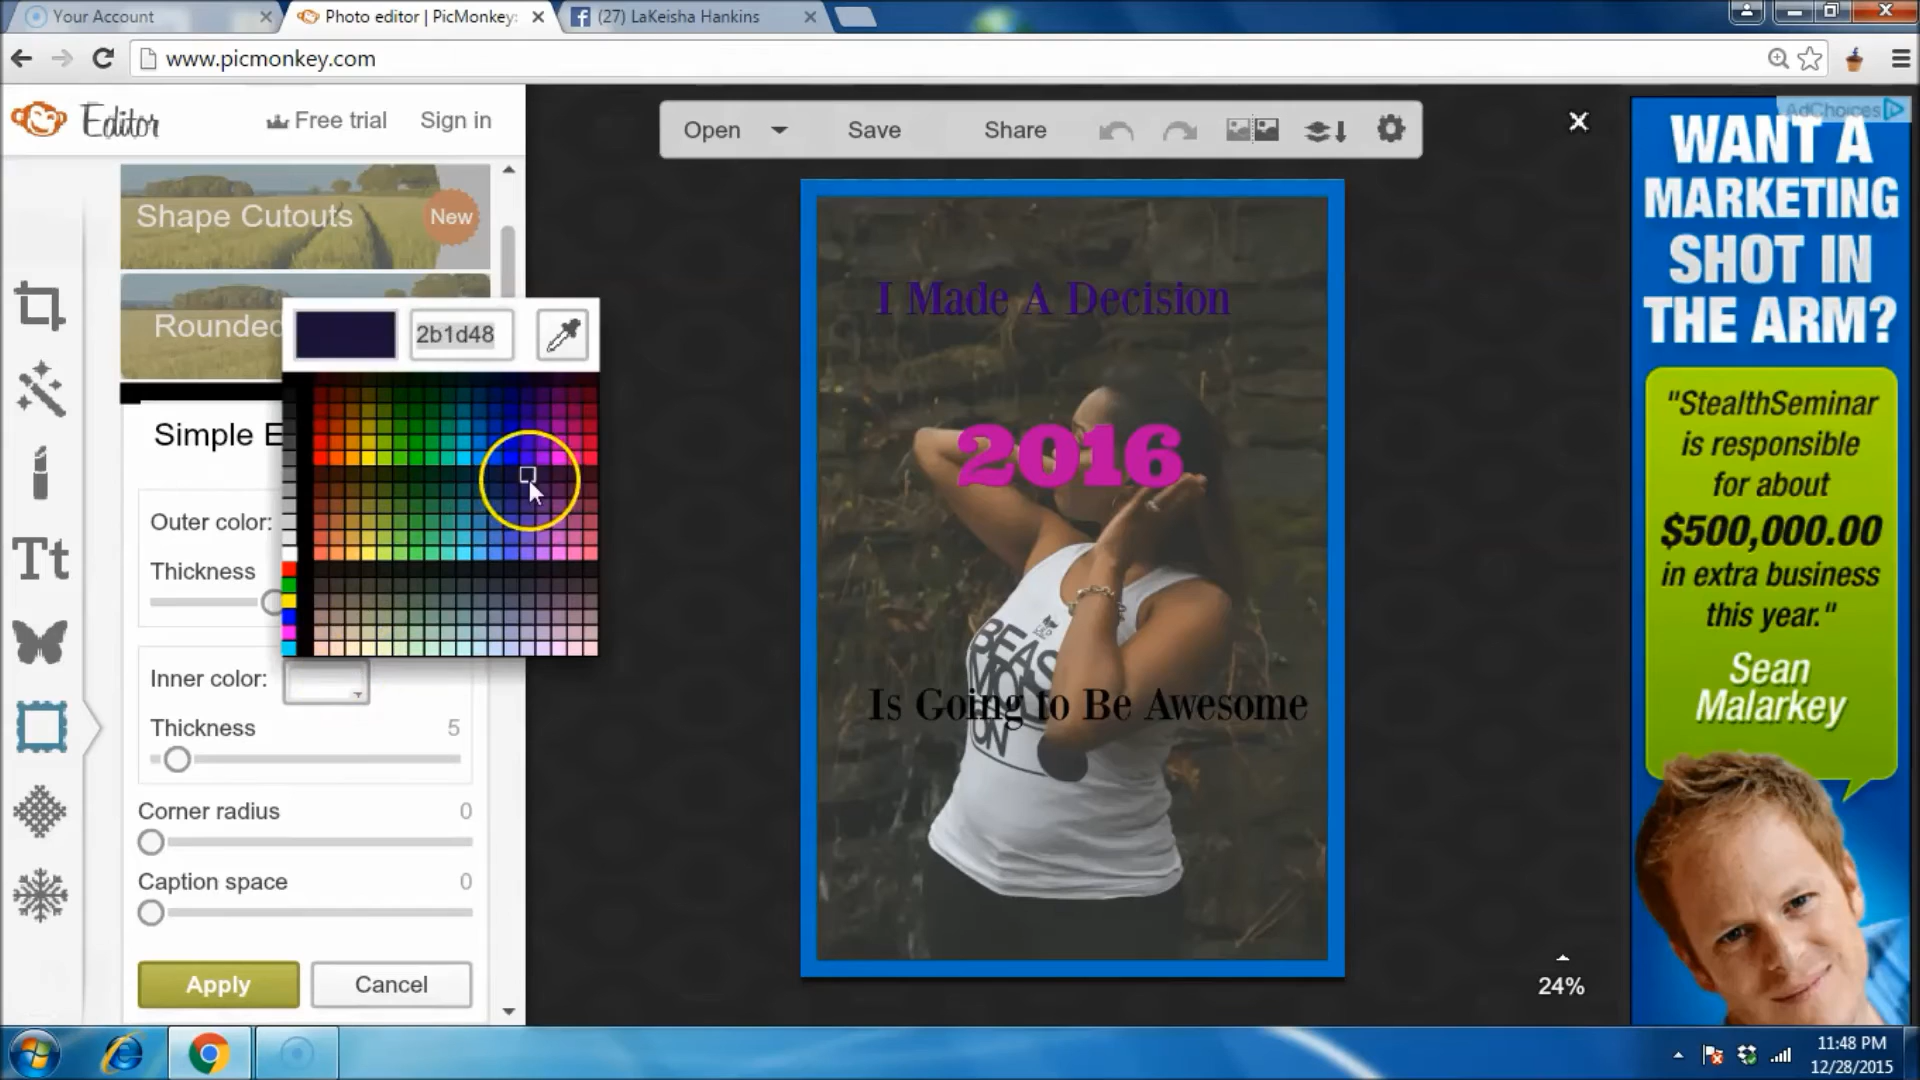 Your Account
Photo editor | PicMonkey:
(27) LaKeisha Hankins
www.picmonkey.com
Editor
Free trial
Sign in
Open
Save
Share
Shape Cutouts
New
Rounded
2b1d48
Simple E
Outer color:
Thickness
Inner color:
Thickness 5
Corner radius 0
Caption space 0
Apply
Cancel
I Made A Decision
2016
BEAS
MO
ON
Is Going to Be Awesome
24%
AdChoices
WANT A
MARKETING
SHOT IN
THE ARM?
"StealthSeminar
is responsible
for about
$500,000.00
in extra business
this year."
Sean
Malarkey
11:48 PM
12/28/2015